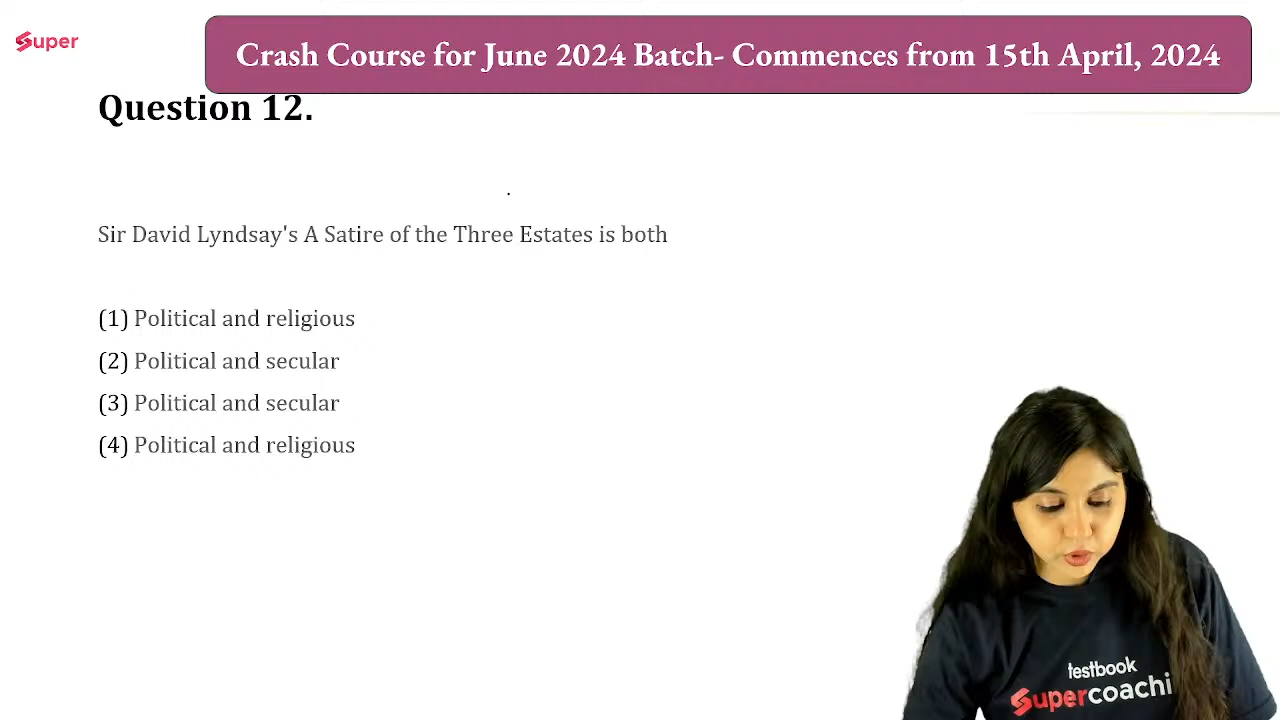 Super
Crash Course for June 2024 Batch- Commences from 15th April, 2024
Question 12.
Sir David Lyndsay's A Satire of the Three Estates is both
(1) Political and religious
(2) Political and secular
(3) Political and secular
(4) Political and religious
testbook
Supercoachi